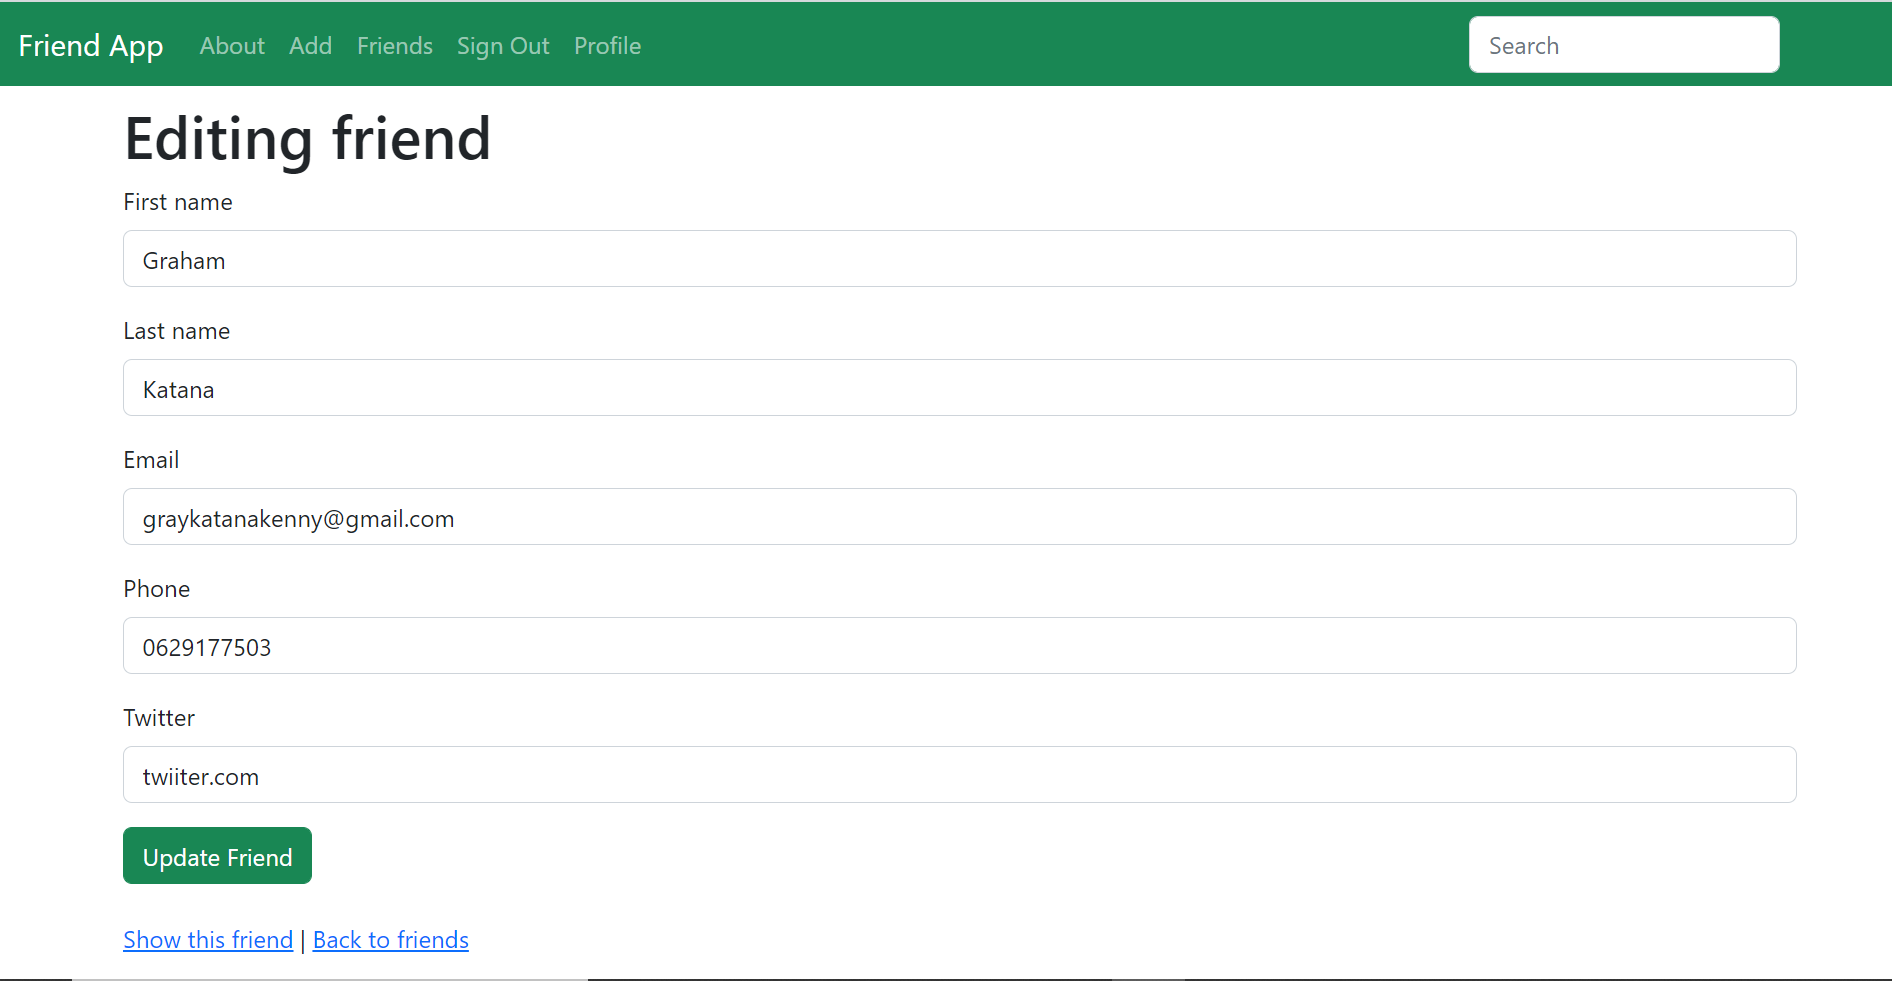 Friend App About Add Friends Sign Out Profile Search
Editing friend
First name
Graham
Last name
Katana
Email
graykatanakenny@gmail.com
Phone
0629177503
Twitter
twiiter.com
Update Friend
Show this friend | Back to friends